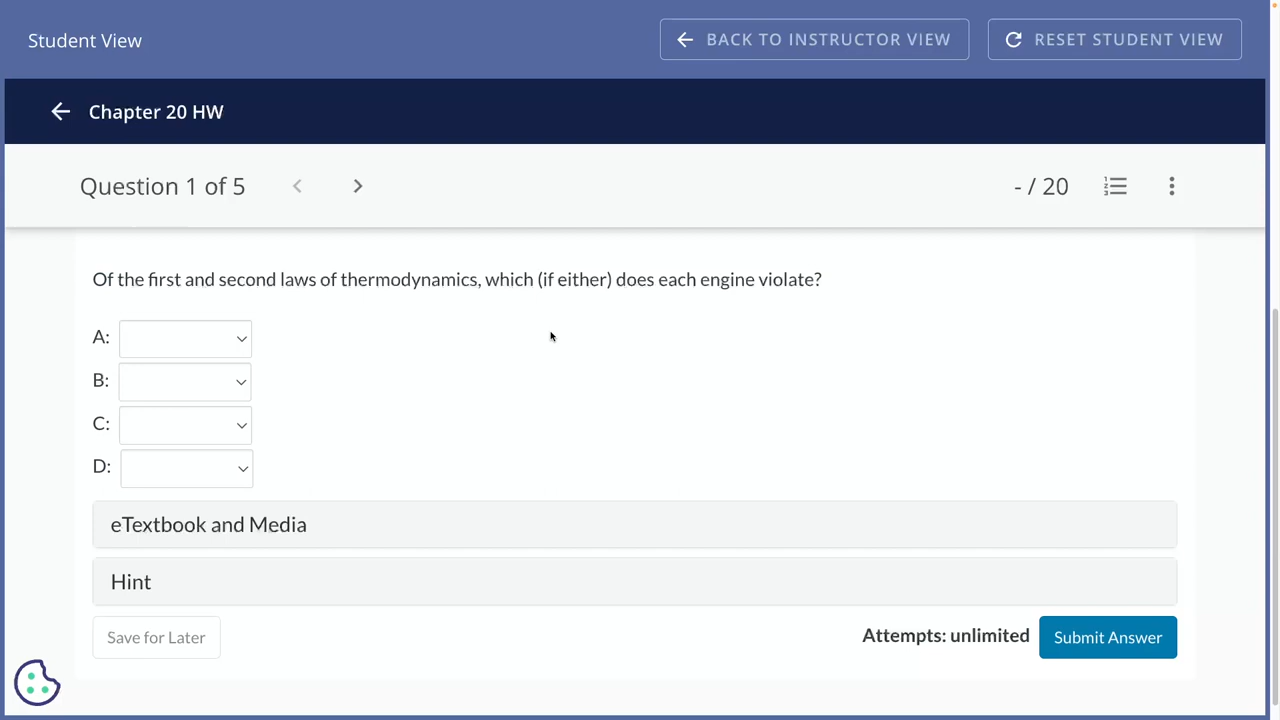 Student View
BACK TO INSTRUCTOR VIEW
RESET STUDENT VIEW
Chapter 20 HW
Question 1 of 5
- / 20
Of the first and second laws of thermodynamics, which (if either) does each engine violate?
A:
B:
C:
D:
eTextbook and Media
Hint
Save for Later
Attempts: unlimited
Submit Answer